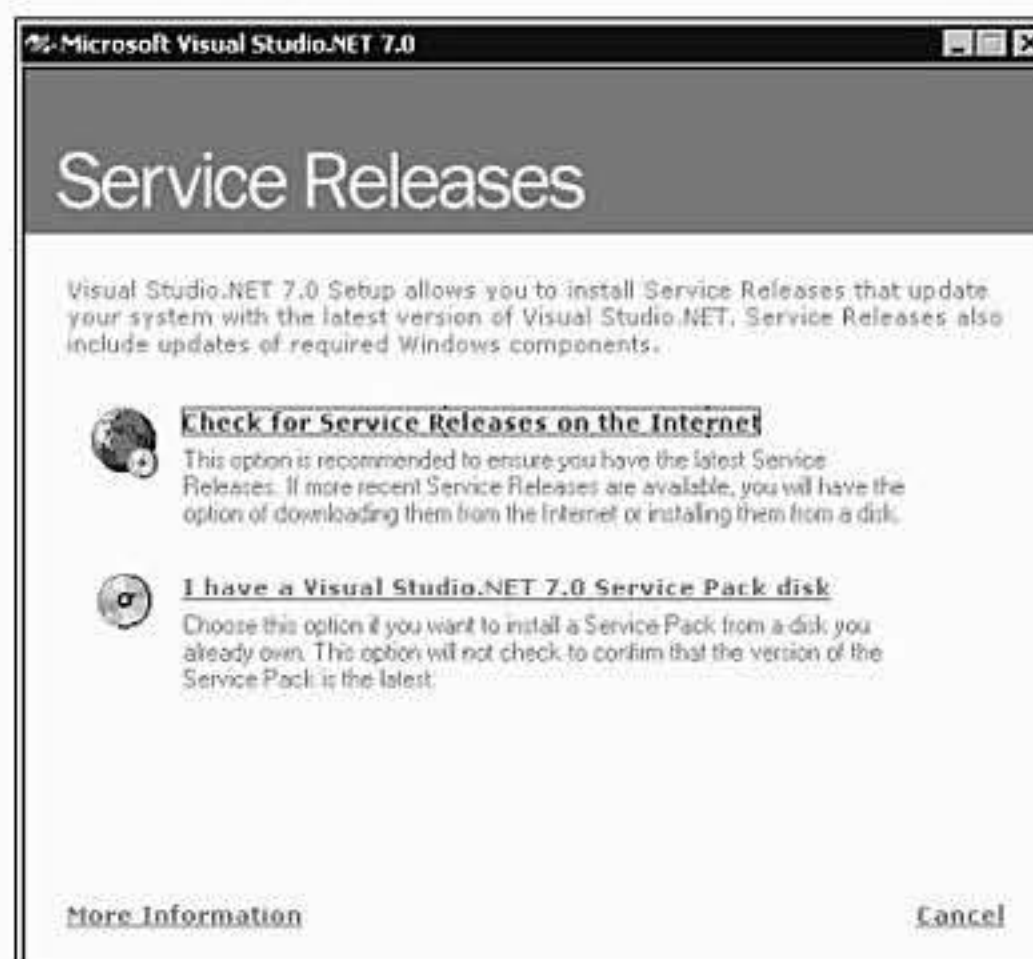 Microsoft Visual Studio.NET 7.0
Service Releases
Visual Studio.NET 7.0 Setup allows you to install Service Releases that update
your system with the latest version of Visual Studio.NET. Service Releases also
include updates of required Windows components.
Check for Service Releases on the Internet
This option is recommended to ensure you have the latest Service
Releases. If more recent Service Releases are available, you will have the
option of downloading them from the Internet or installing them from a disk.
I have a Visual Studio.NET 7.0 Service Pack disk
Choose this option if you want to install a Service Pack from a disk you
already own. This option will not check to confirm that the version of the
Service Pack is the latest.
More Information
Cancel